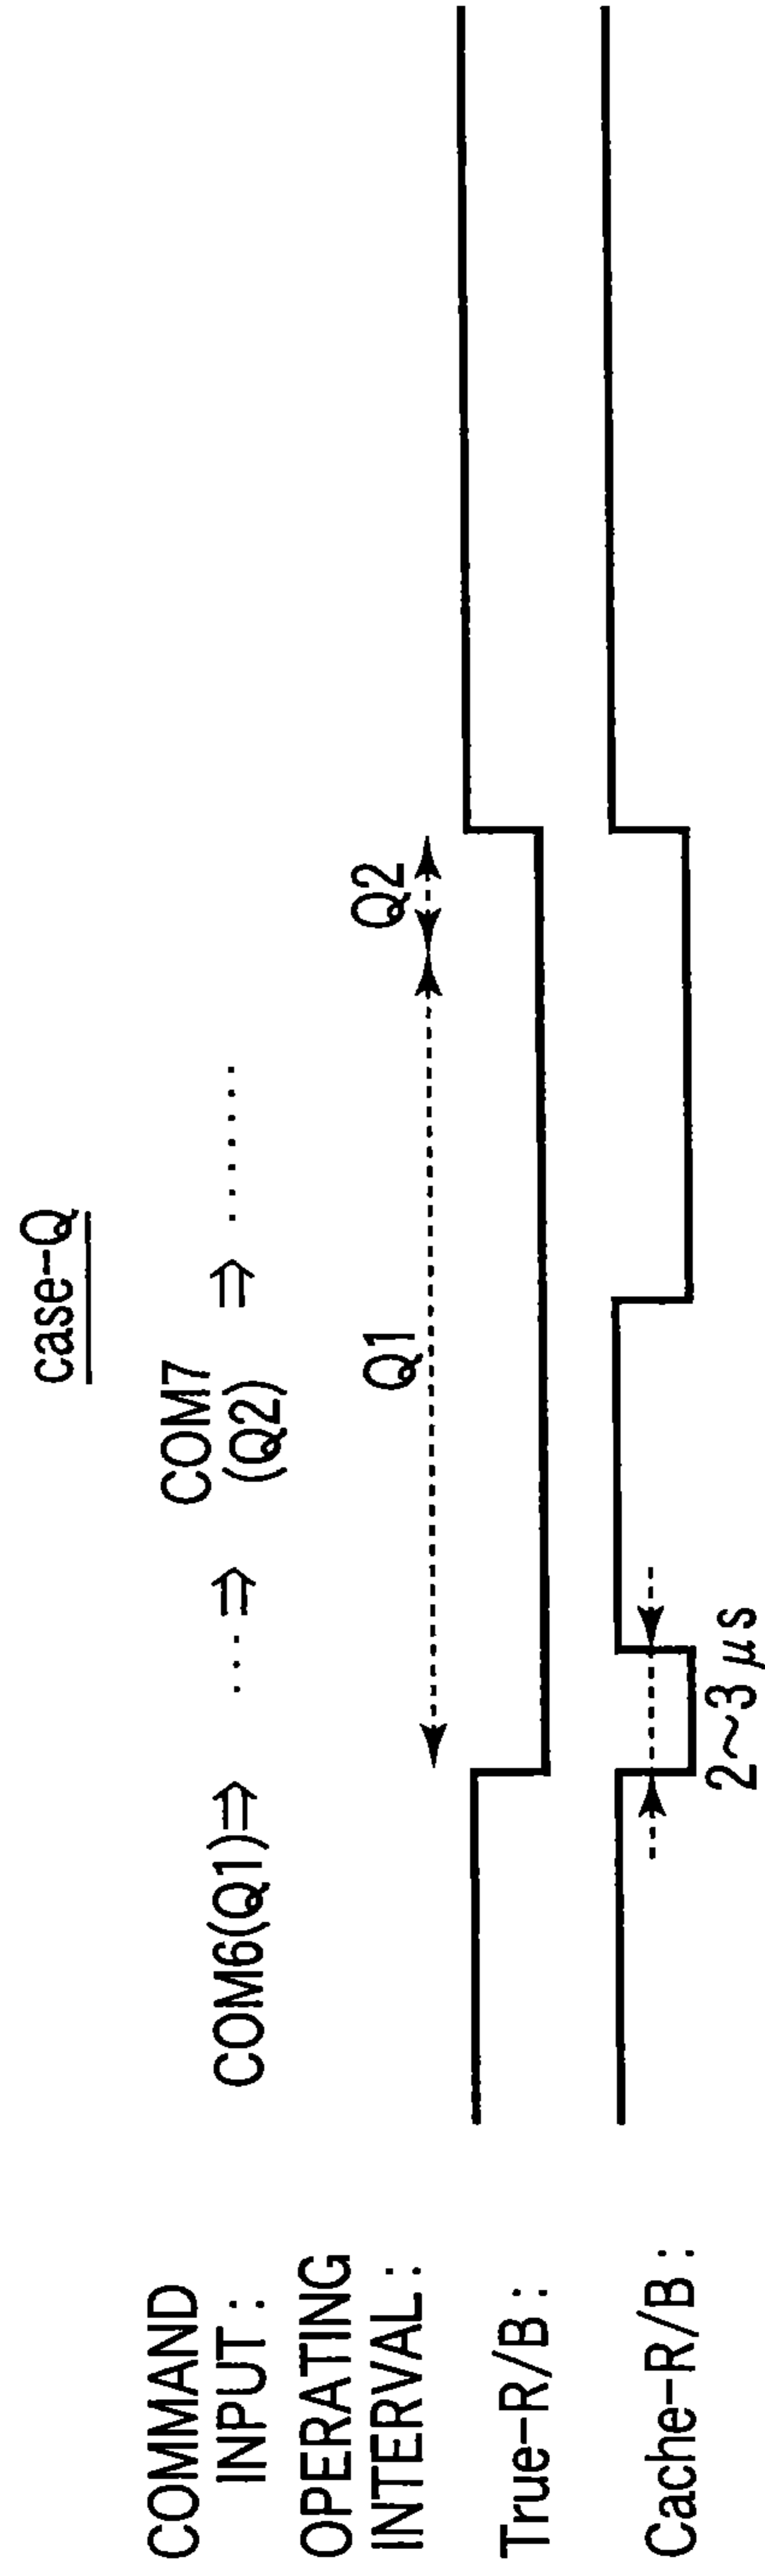 case-Q
COMMAND INPUT : COM6(Q1)⇒ ... ⇒ COM7 (Q2) ⇒ .......
OPERATING INTERVAL : Q1 Q2
True-R/B :
Cache-R/B :
2~3 μs